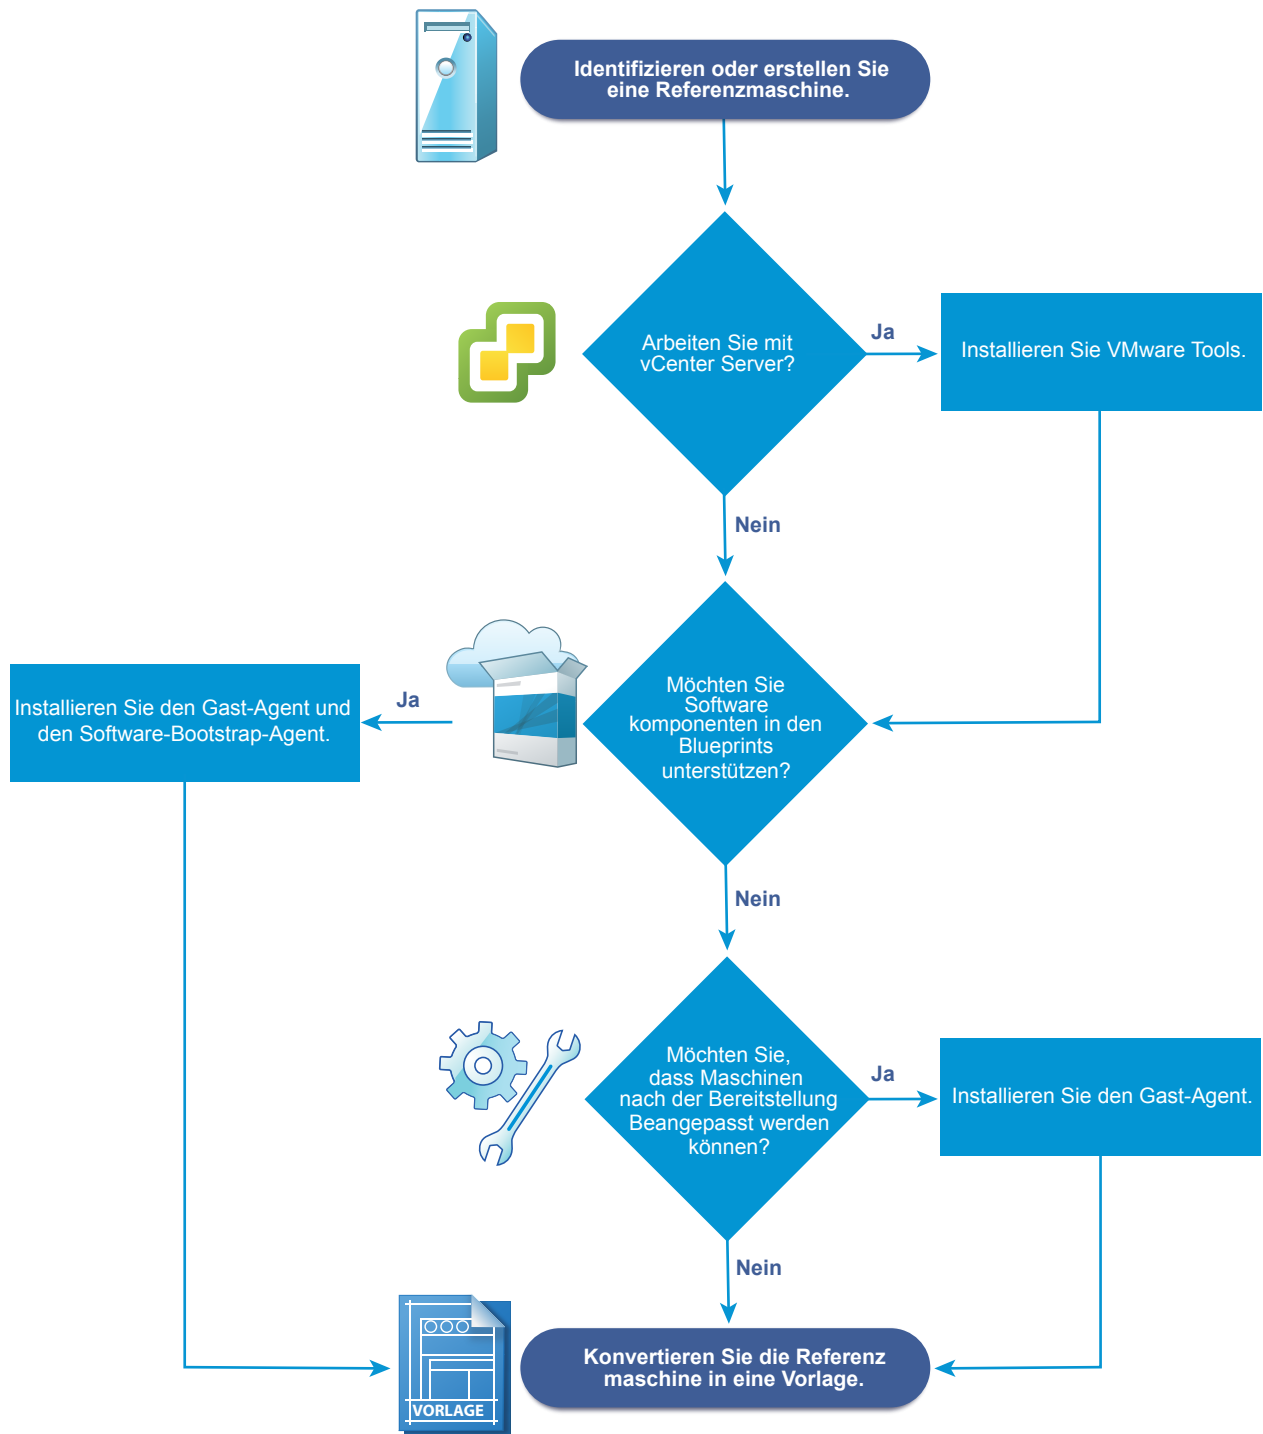 Identifizieren oder erstellen Sie
eine Referenzmaschine.
Arbeiten Sie mit
vCenter Server?
Ja
Installieren Sie VMware Tools.
Nein
Möchten Sie
Software
komponenten in den
Blueprints
unterstützen?
Ja
Installieren Sie den Gast-Agent und
den Software-Bootstrap-Agent.
Nein
Möchten Sie,
dass Maschinen
nach der Bereitstellung
Beangepasst werden
können?
Ja
Installieren Sie den Gast-Agent.
Nein
VORLAGE
Konvertieren Sie die Referenz
maschine in eine Vorlage.